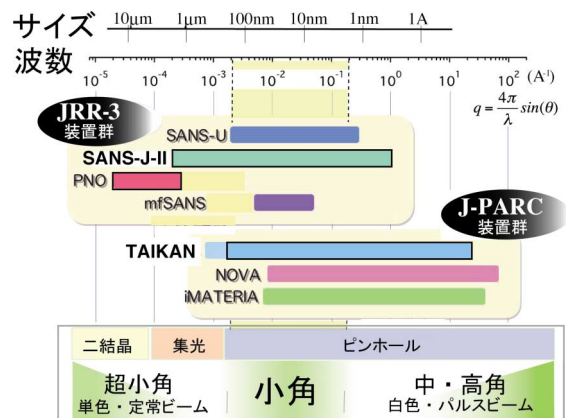 サイズ 10μm 1μm 100nm 10nm 1nm 1A
波数
10⁻⁵ 10⁻⁴ 10⁻³ 10⁻² 10⁻¹ 10⁰ 10² (A⁻¹)
q = 4π/λ sin(θ)
JRR-3
装置群
SANS-U
SANS-J-II
PNO
mfSANS
J-PARC
装置群
TAIKAN
NOVA
iMATERIA
二結晶 集光 ピンホール
超小角 小角 中・高角
単色・定常ビーム 白色・パルスビーム